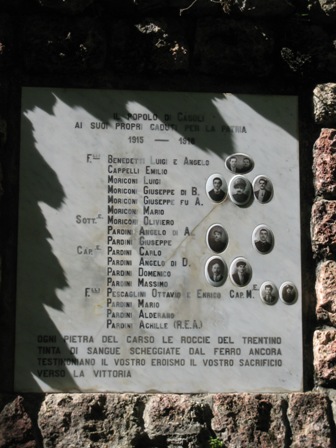 IL POPOLO DI CASOLI
AI SUOI PROPRI CADUTI PER LA PATRIA
1915 — 1918
F.LLI BENEDETTI LUIGI E ANGELO
CAPPELLI EMILIO
MORICONI LUIGI
MORICONI GIUSEPPE DI B.
MORICONI GIUSEPPE FU A.
MORICONI MARIO
SOTT.E MORICONI OLIVIERO
PARDINI ANGELO DI A.
PARDINI GIUSEPPE
CAP.E PARDINI CARLO
PARDINI ANGELO DI D.
PARDINI DOMENICO
PARDINI MASSIMO
F.LLI PESCAGLINI OTTAVIO E ENRICO CAP. M.E
PARDINI MARIO
PARDINI ALDERANO
PARDINI ACHILLE (R.E.A.)
OGNI PIETRA DEL CARSO LE ROCCIE DEL TRENTINO
TINTA DI SANGUE SCHEGGIATE DAL FERRO ANCORA
TESTIMONIANO IL VOSTRO EROISMO IL VOSTRO SACRIFICIO
VERSO LA VITTORIA